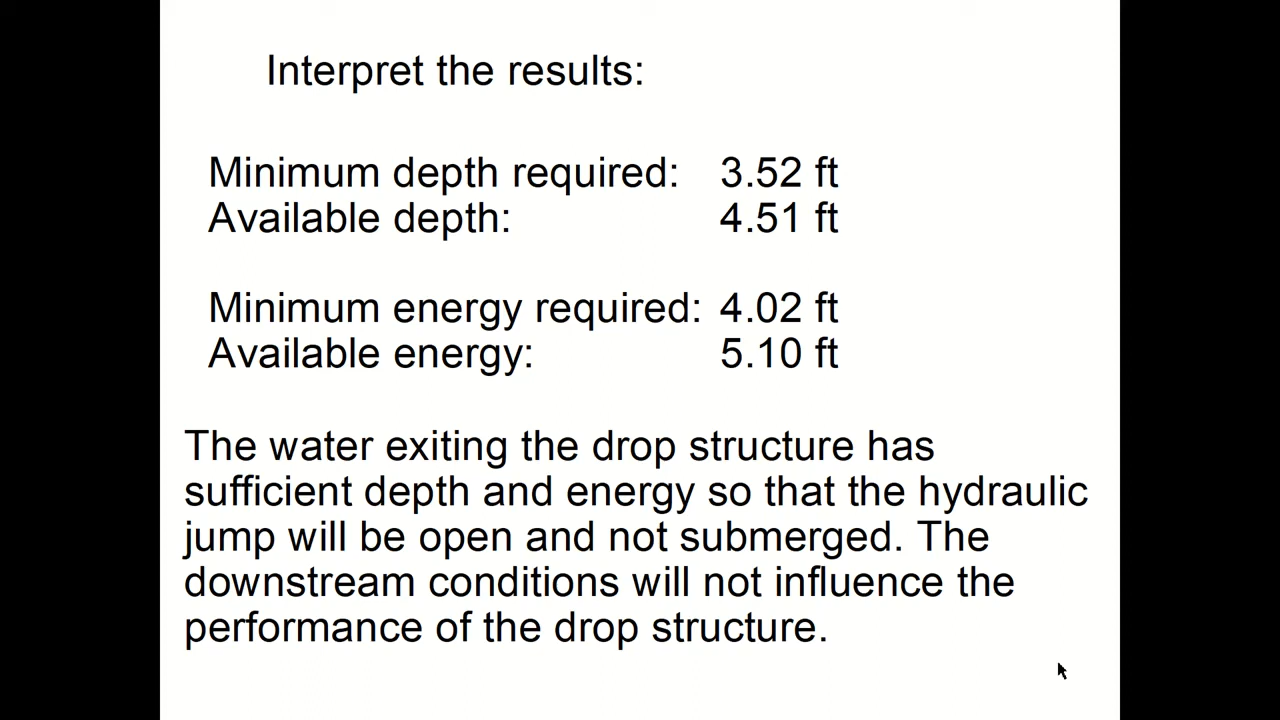 Interpret the results:
Minimum depth required: 3.52 ft
Available depth: 4.51 ft
Minimum energy required: 4.02 ft
Available energy: 5.10 ft
The water exiting the drop structure has
sufficient depth and energy so that the hydraulic
jump will be open and not submerged. The
downstream conditions will not influence the
performance of the drop structure.